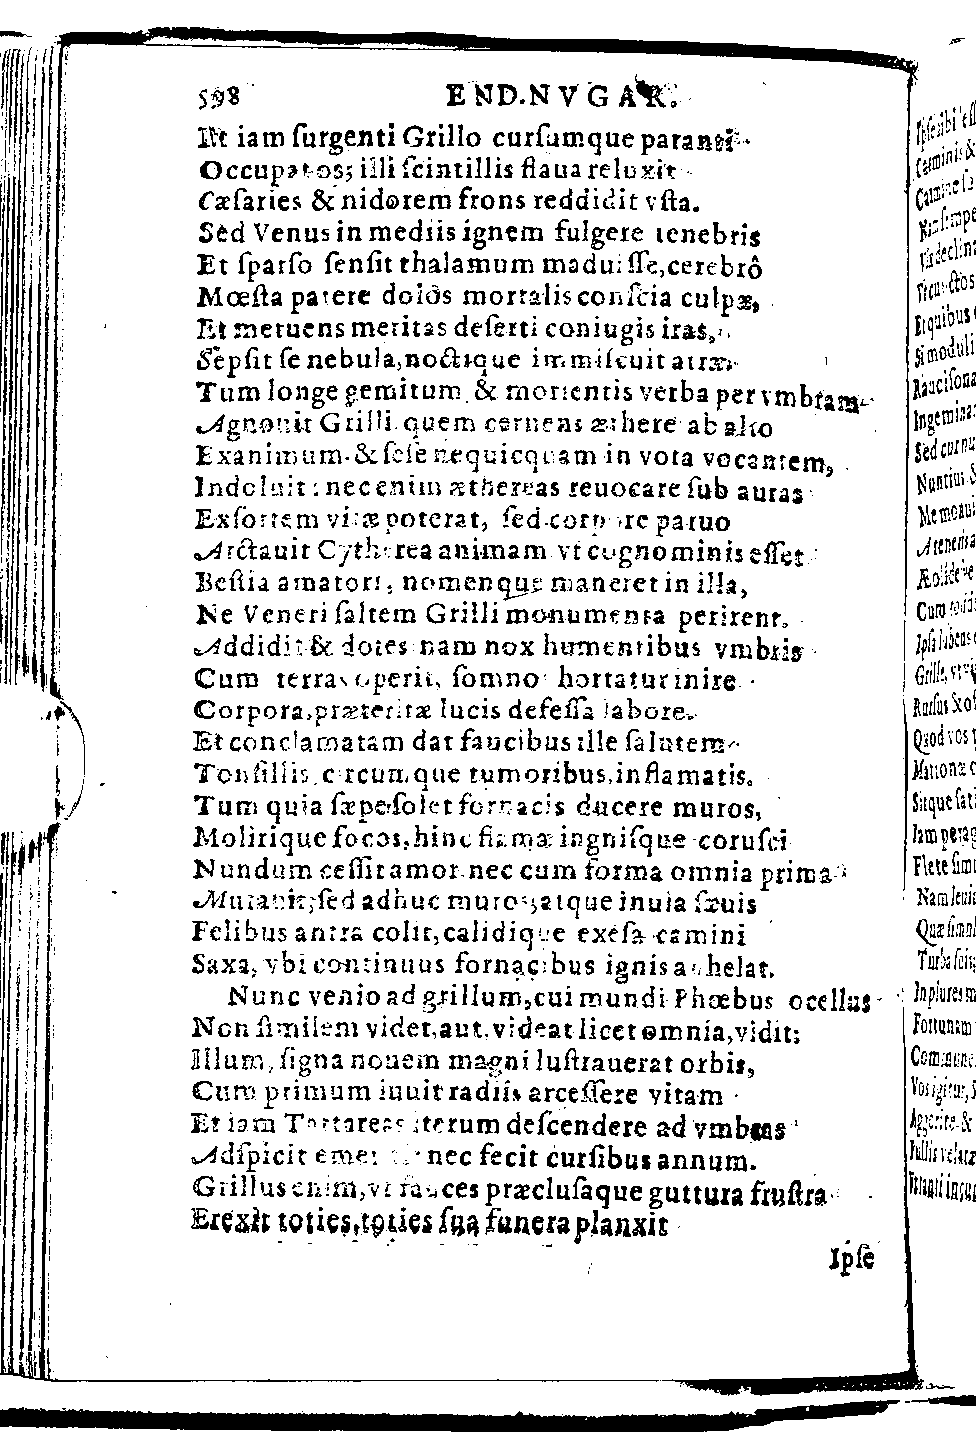 598 END.NVGAR.
Et iam ſurgenti Grillo curſumque paranti
Occupat os; illi ſcintillis flaua reluxit
Cæſaries & nidorem frons reddidit vſta.
Sed Venus in mediis ignem fulgere tenebris
Et ſparſo ſenſit thalamum maduiſſe, cerebrô
Mœſta patere dolôs mortalis conſcia culpæ,
Et metuens meritas deſerti coniugis iras,
Sepſit ſe nebula, noctique immiſcuit atræ.
Tum longe gemitum & morientis verba per vmbram
Agnouit Grilli quem cernens æthere ab alto
Exanimum & ſeſe nequicquam in vota vocantem,
Indoluit: nec enim æthereas reuocare ſub auras
Exſortem vitæ poterat, ſed corpore paruo
Arctauit Cytherea animam vt cognominis eſſet
Beſtia amatori, nomenque maneret in illa,
Ne Veneri ſaltem Grilli monumenta perirent.
Addidit & dotes nam nox humentibus vmbris
Cum terras operit, ſomno hortatur inire
Corpora, præteritæ lucis defeſſa labore.
Et conclamatam dat faucibus ille ſalutem
Tonſillis circumque tumoribus, inflamatis.
Tum quia ſæpe ſolet fornacis ducere muros,
Molirique focos, hinc flamæ ingniſque coruſci
Nundum ceſſit amor nec cum forma omnia prima
Mutauit; ſed adhuc muros, atque inuia ſæuis
Felibus antra colit, calidique exeſa camini
Saxa, vbi continuus fornacibus ignis anhelat.
Nunc venio ad grillum, cui mundi Phœbus ocellus
Non ſimilem videt, aut, videat licet omnia, vidit;
Illum, ſigna nouem magni luſtrauerat orbis,
Cum primum iuuit radiis arceſſere vitam
Et iam Tartareas iterum deſcendere ad vmbras
Adſpicit nec fecit curſibus annum.
Grillus enim, vt fauces præcluſaque guttura fruſtra
Erexit toties, toties ſua funera planxit
Ipſe